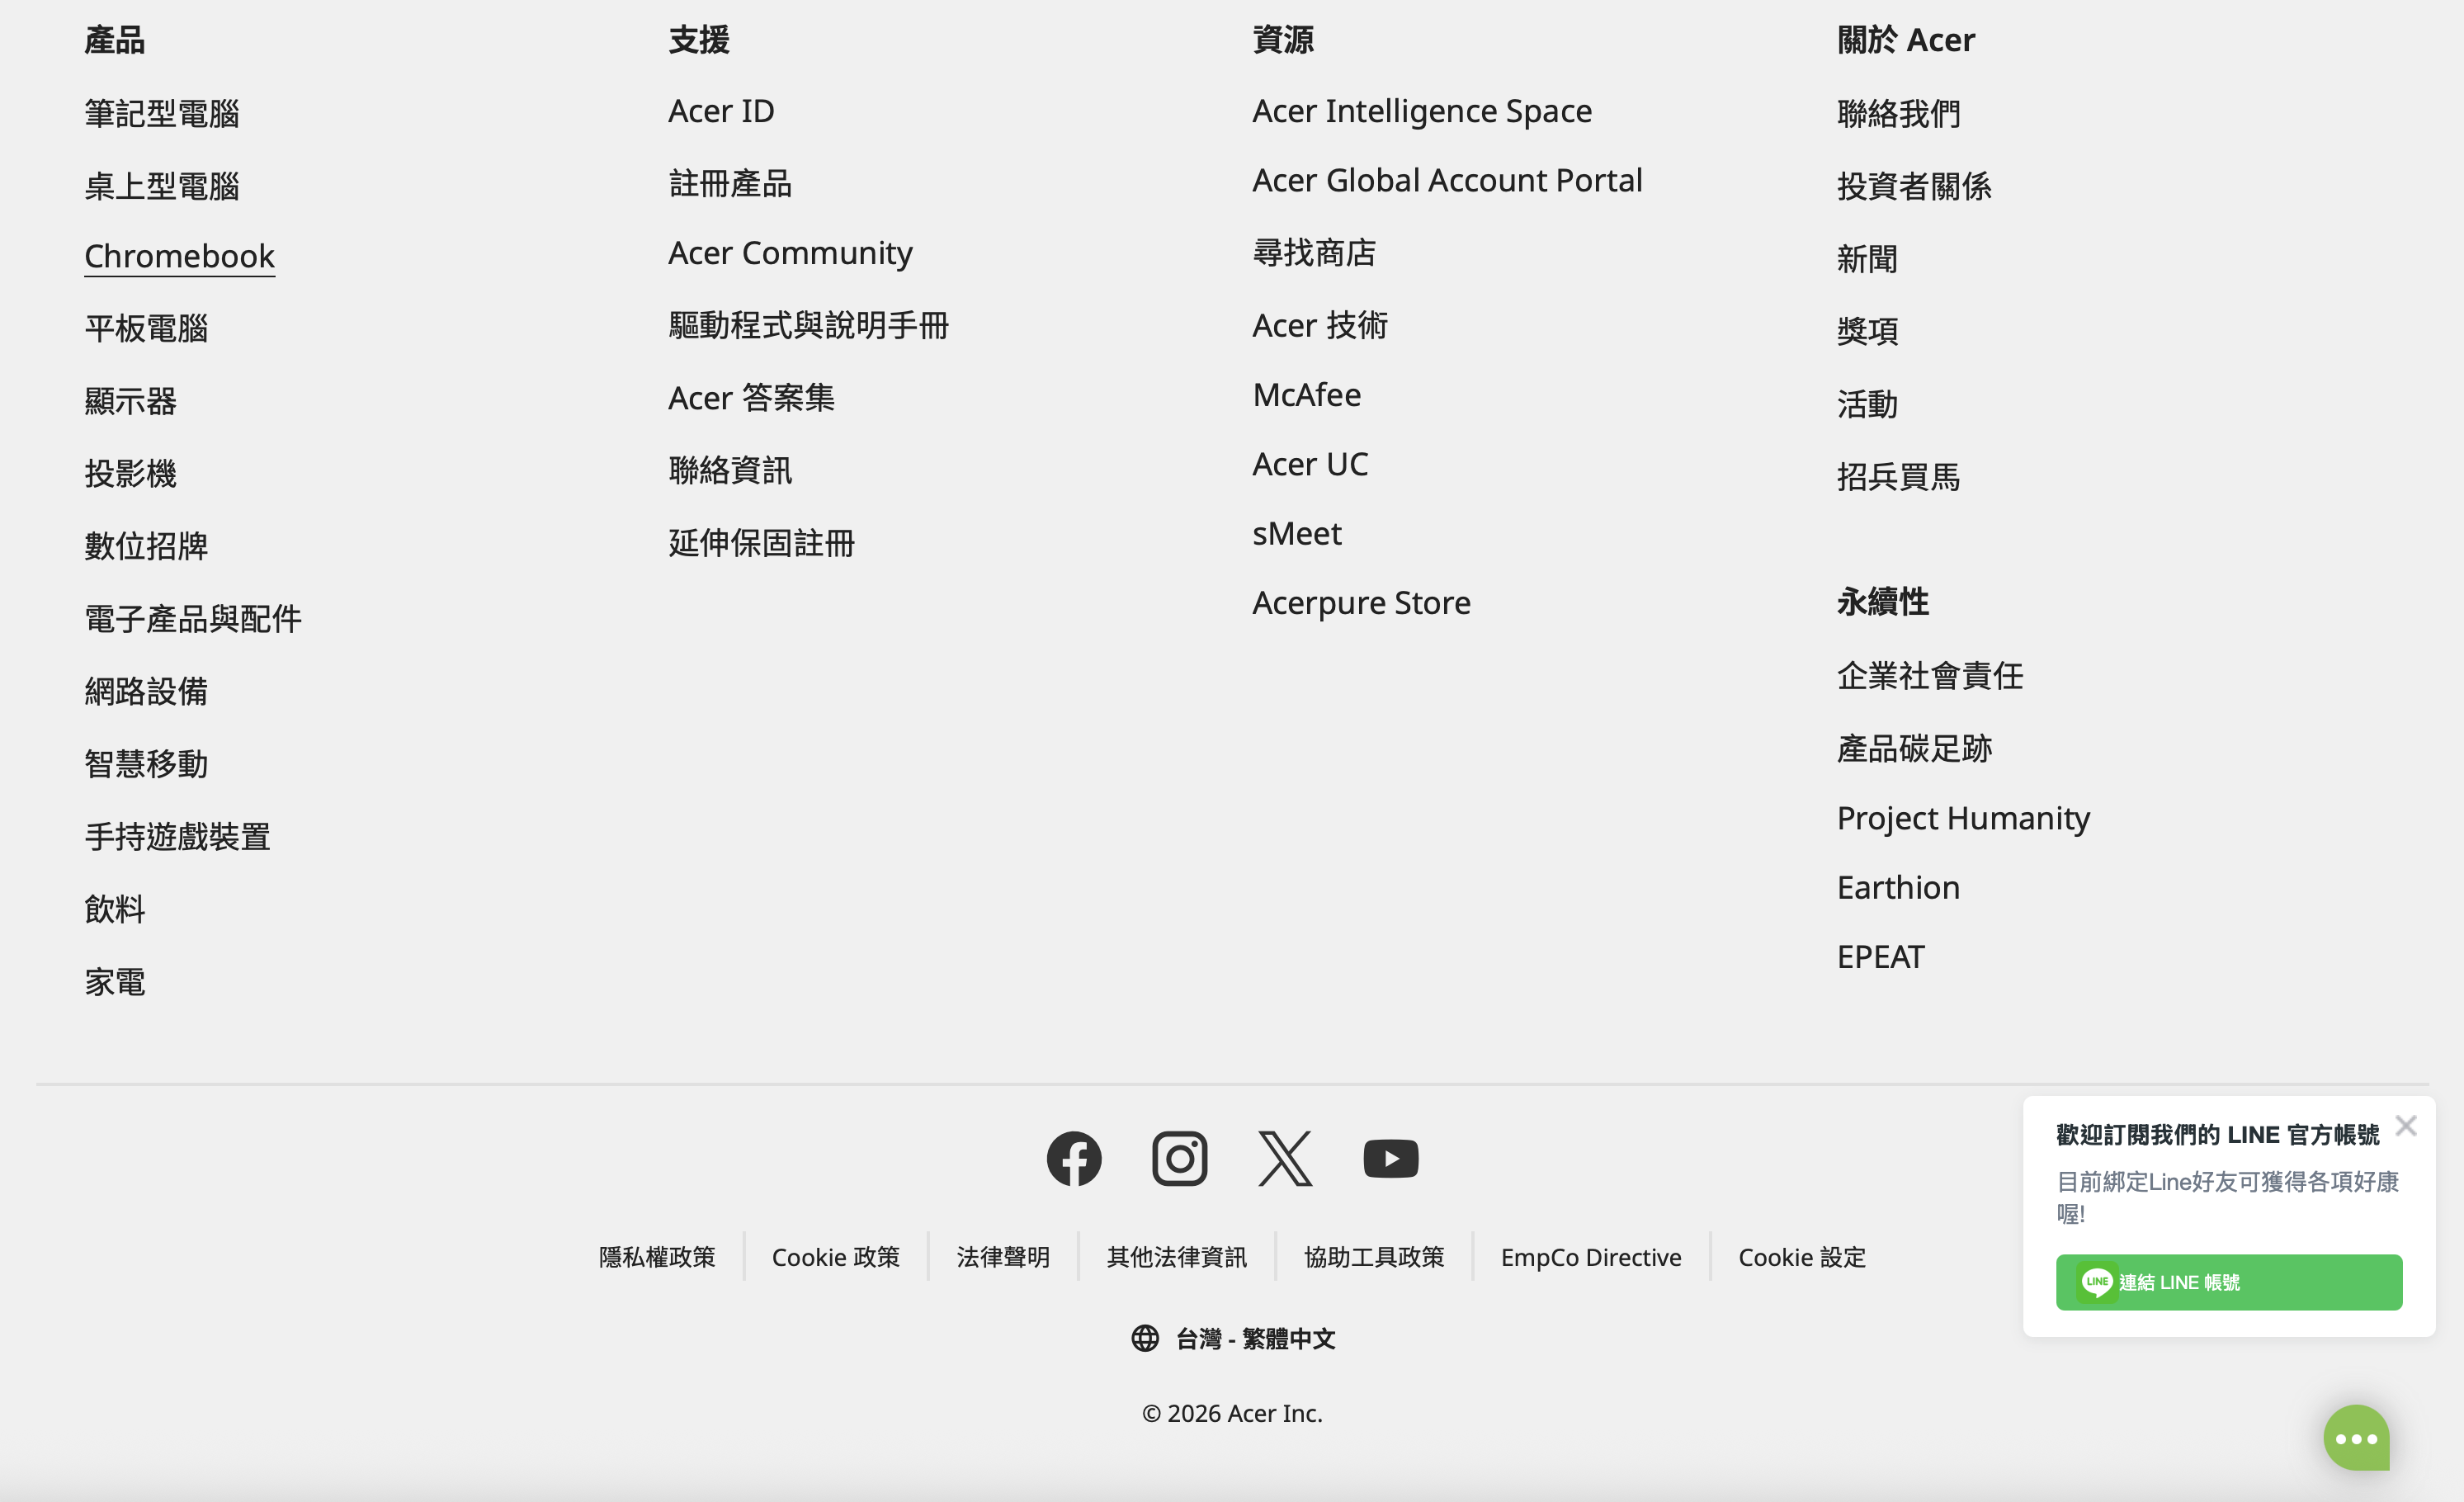 產品
筆記型電腦
桌上型電腦
Chromebook
平板電腦
顯示器
投影機
數位招牌
電子產品與配件
網路設備
智慧移動
手持遊戲裝置
飲料
家電
支援
Acer ID
註冊產品
Acer Community
驅動程式與說明手冊
Acer 答案集
聯絡資訊
延伸保固註冊
資源
Acer Intelligence Space
Acer Global Account Portal
尋找商店
Acer 技術
McAfee
Acer UC
sMeet
Acerpure Store
關於 Acer
聯絡我們
投資者關係
新聞
獎項
活動
招兵買馬
永續性
企業社會責任
產品碳足跡
Project Humanity
Earthion
EPEAT
隱私權政策
Cookie 政策
法律聲明
其他法律資訊
協助工具政策
EmpCo Directive
Cookie 設定
台灣 - 繁體中文
© 2026 Acer Inc.
歡迎訂閱我們的 LINE 官方帳號
目前綁定Line好友可獲得各項好康
喔!
LINE 連結 LINE 帳號